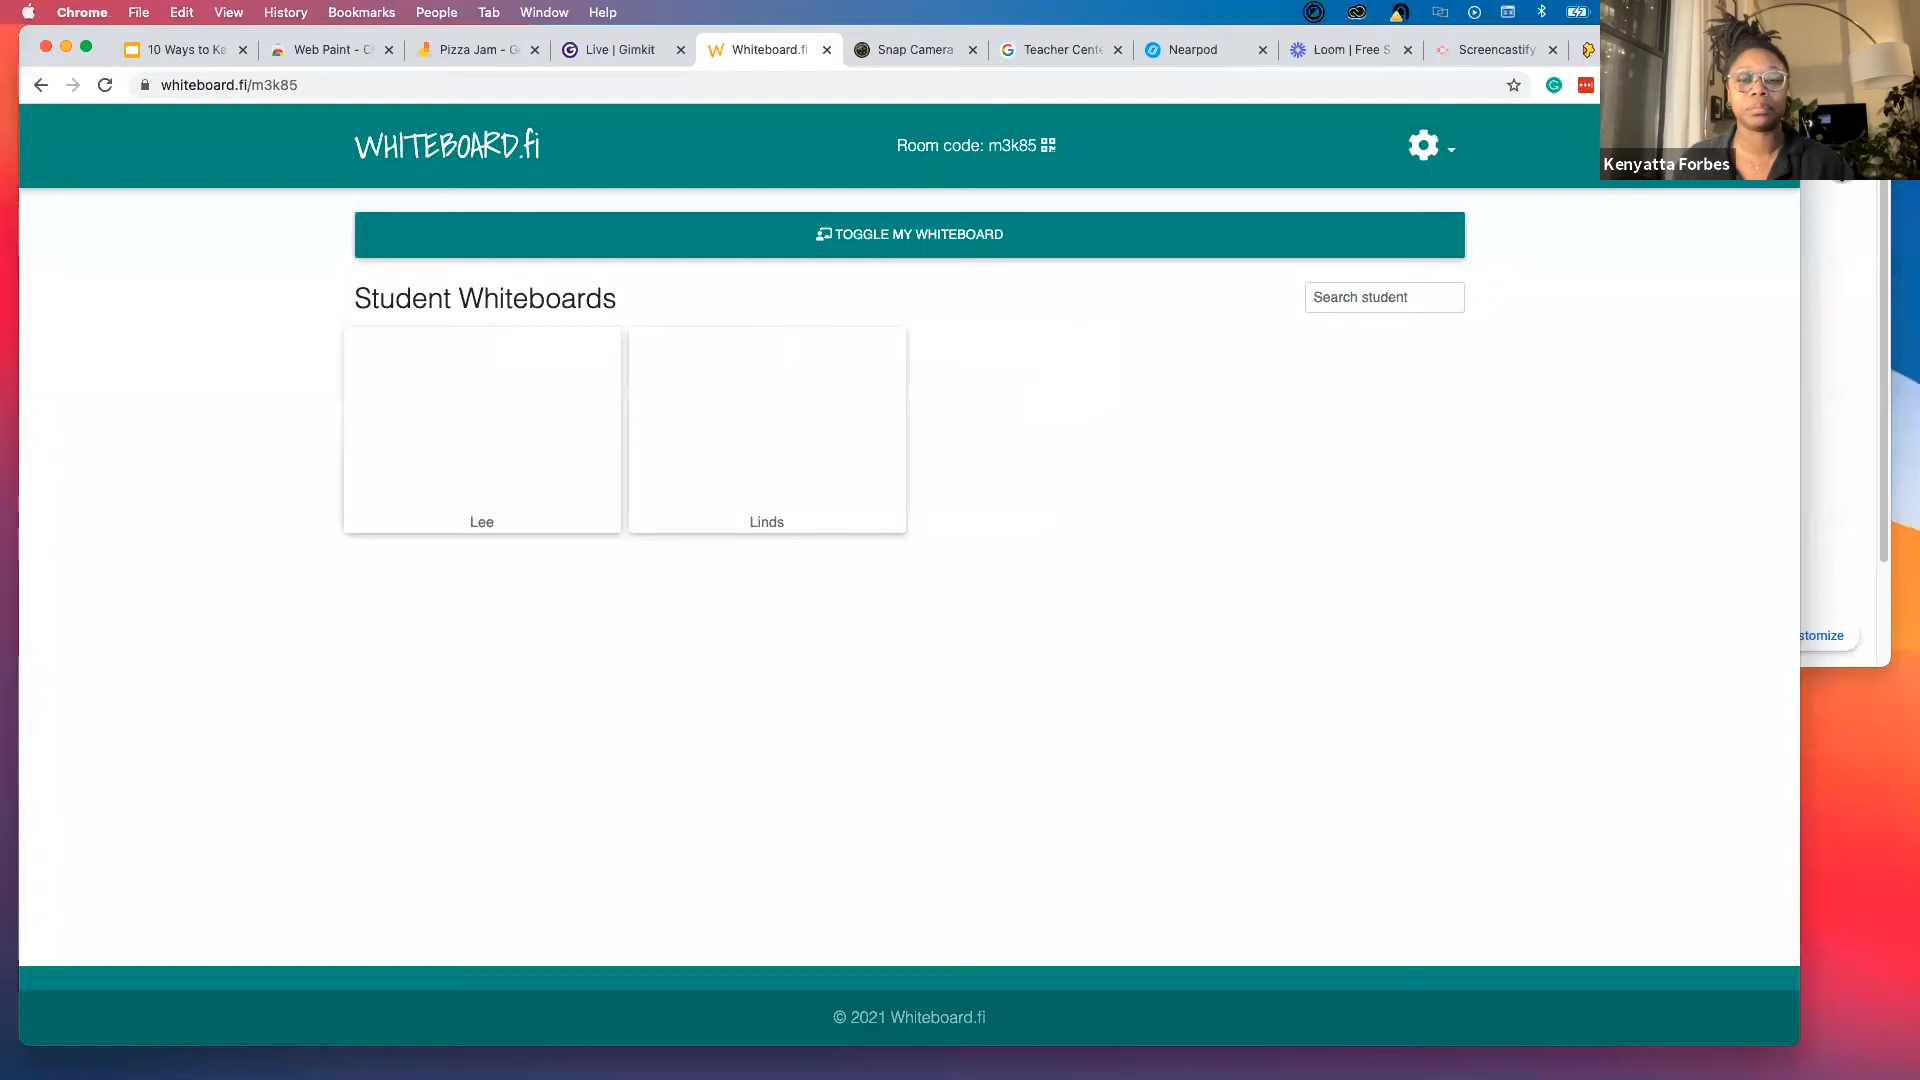 Chrome File Edit View History Bookmarks People Tab Window Help
10 Ways to Ke
Web Paint - C
Pizza Jam - G
Live | Gimkit
Whiteboard.fi
Snap Camera
Teacher Cente
Nearpod
Loom | Free S
Screencastify
whiteboard.fi/m3k85
WHITEBOARD.fi
Room code: m3k85
Kenyatta Forbes
TOGGLE MY WHITEBOARD
Student Whiteboards
Search student
Lee
Linds
stomize
© 2021 Whiteboard.fi